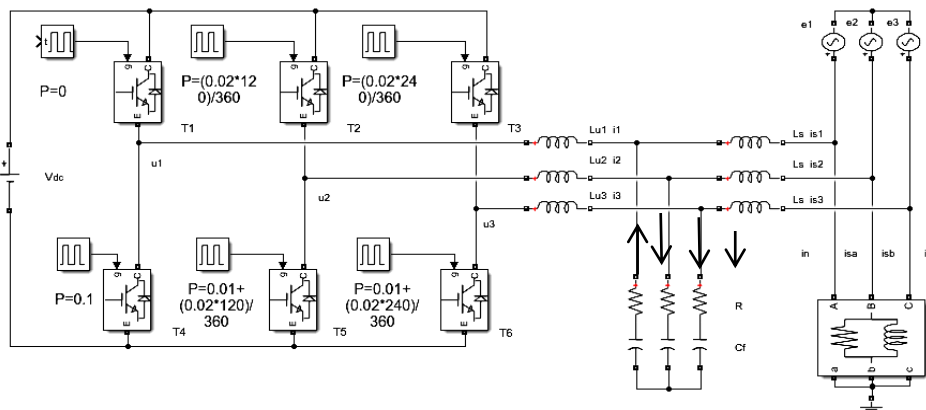 e1 e2 e3
t
g C
g C
g C
P=0
P=(0.02*12
0)/360
P=(0.02*24
0)/360
E
E
E
T1
T2
T3
Lu1 i1
Ls is1
u1
Lu2 i2
Ls is2
Vdc
u2
Lu3 i3
Ls is3
u3
in
isa
isb
i
g C
g C
g C
P=0.1
P=0.01+
(0.02*120)/
360
P=0.01+
(0.02*240)/
360
E
E
E
T4
T5
T6
R
Cf
A B C
a b c